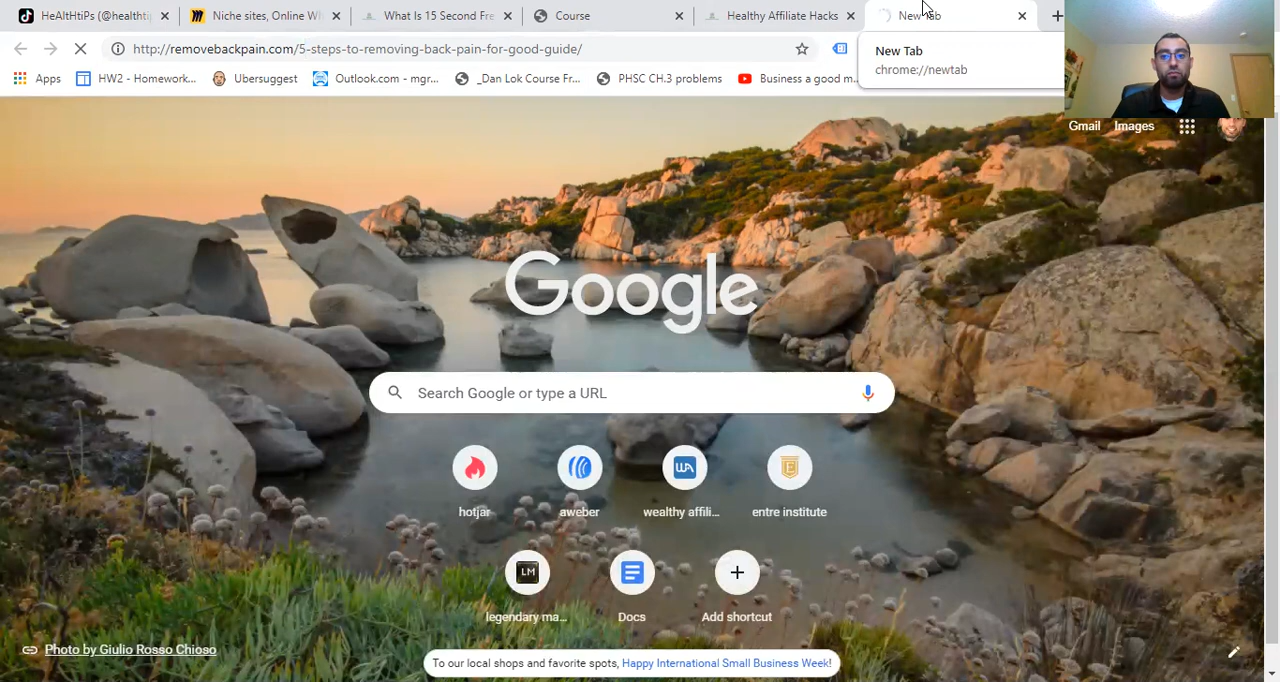 HeAltHtiPs (@healthti
Niche sites, Online Wh
What Is 15 Second Fre
Course
Healthy Affiliate Hacks
New Tab
http://removebackpain.com/5-steps-to-removing-back-pain-for-good-guide/
New Tab
chrome://newtab
Apps
HW2 - Homework...
Ubersuggest
Outlook.com - mgr...
_Dan Lok Course Fr...
PHSC CH.3 problems
Business a good m...
Gmail
Images
Google
Search Google or type a URL
hotjar
aweber
wealthy affili...
entre institute
LM
legendary ma...
Docs
Add shortcut
Photo by Giulio Rosso Chioso
To our local shops and favorite spots, Happy International Small Business Week!